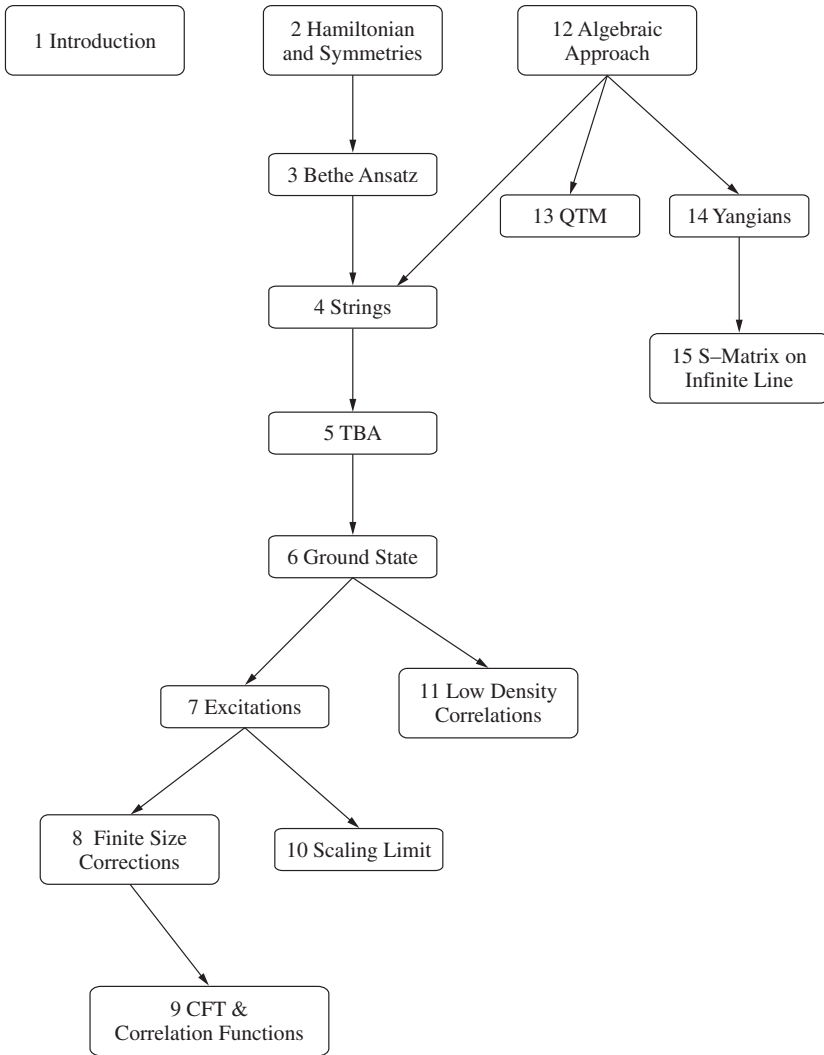 1 Introduction
2 Hamiltonian
and Symmetries
12 Algebraic
Approach
3 Bethe Ansatz
13 QTM
14 Yangians
4 Strings
15 S–Matrix on
Infinite Line
5 TBA
6 Ground State
7 Excitations
11 Low Density
Correlations
8 Finite Size
Corrections
10 Scaling Limit
9 CFT &
Correlation Functions